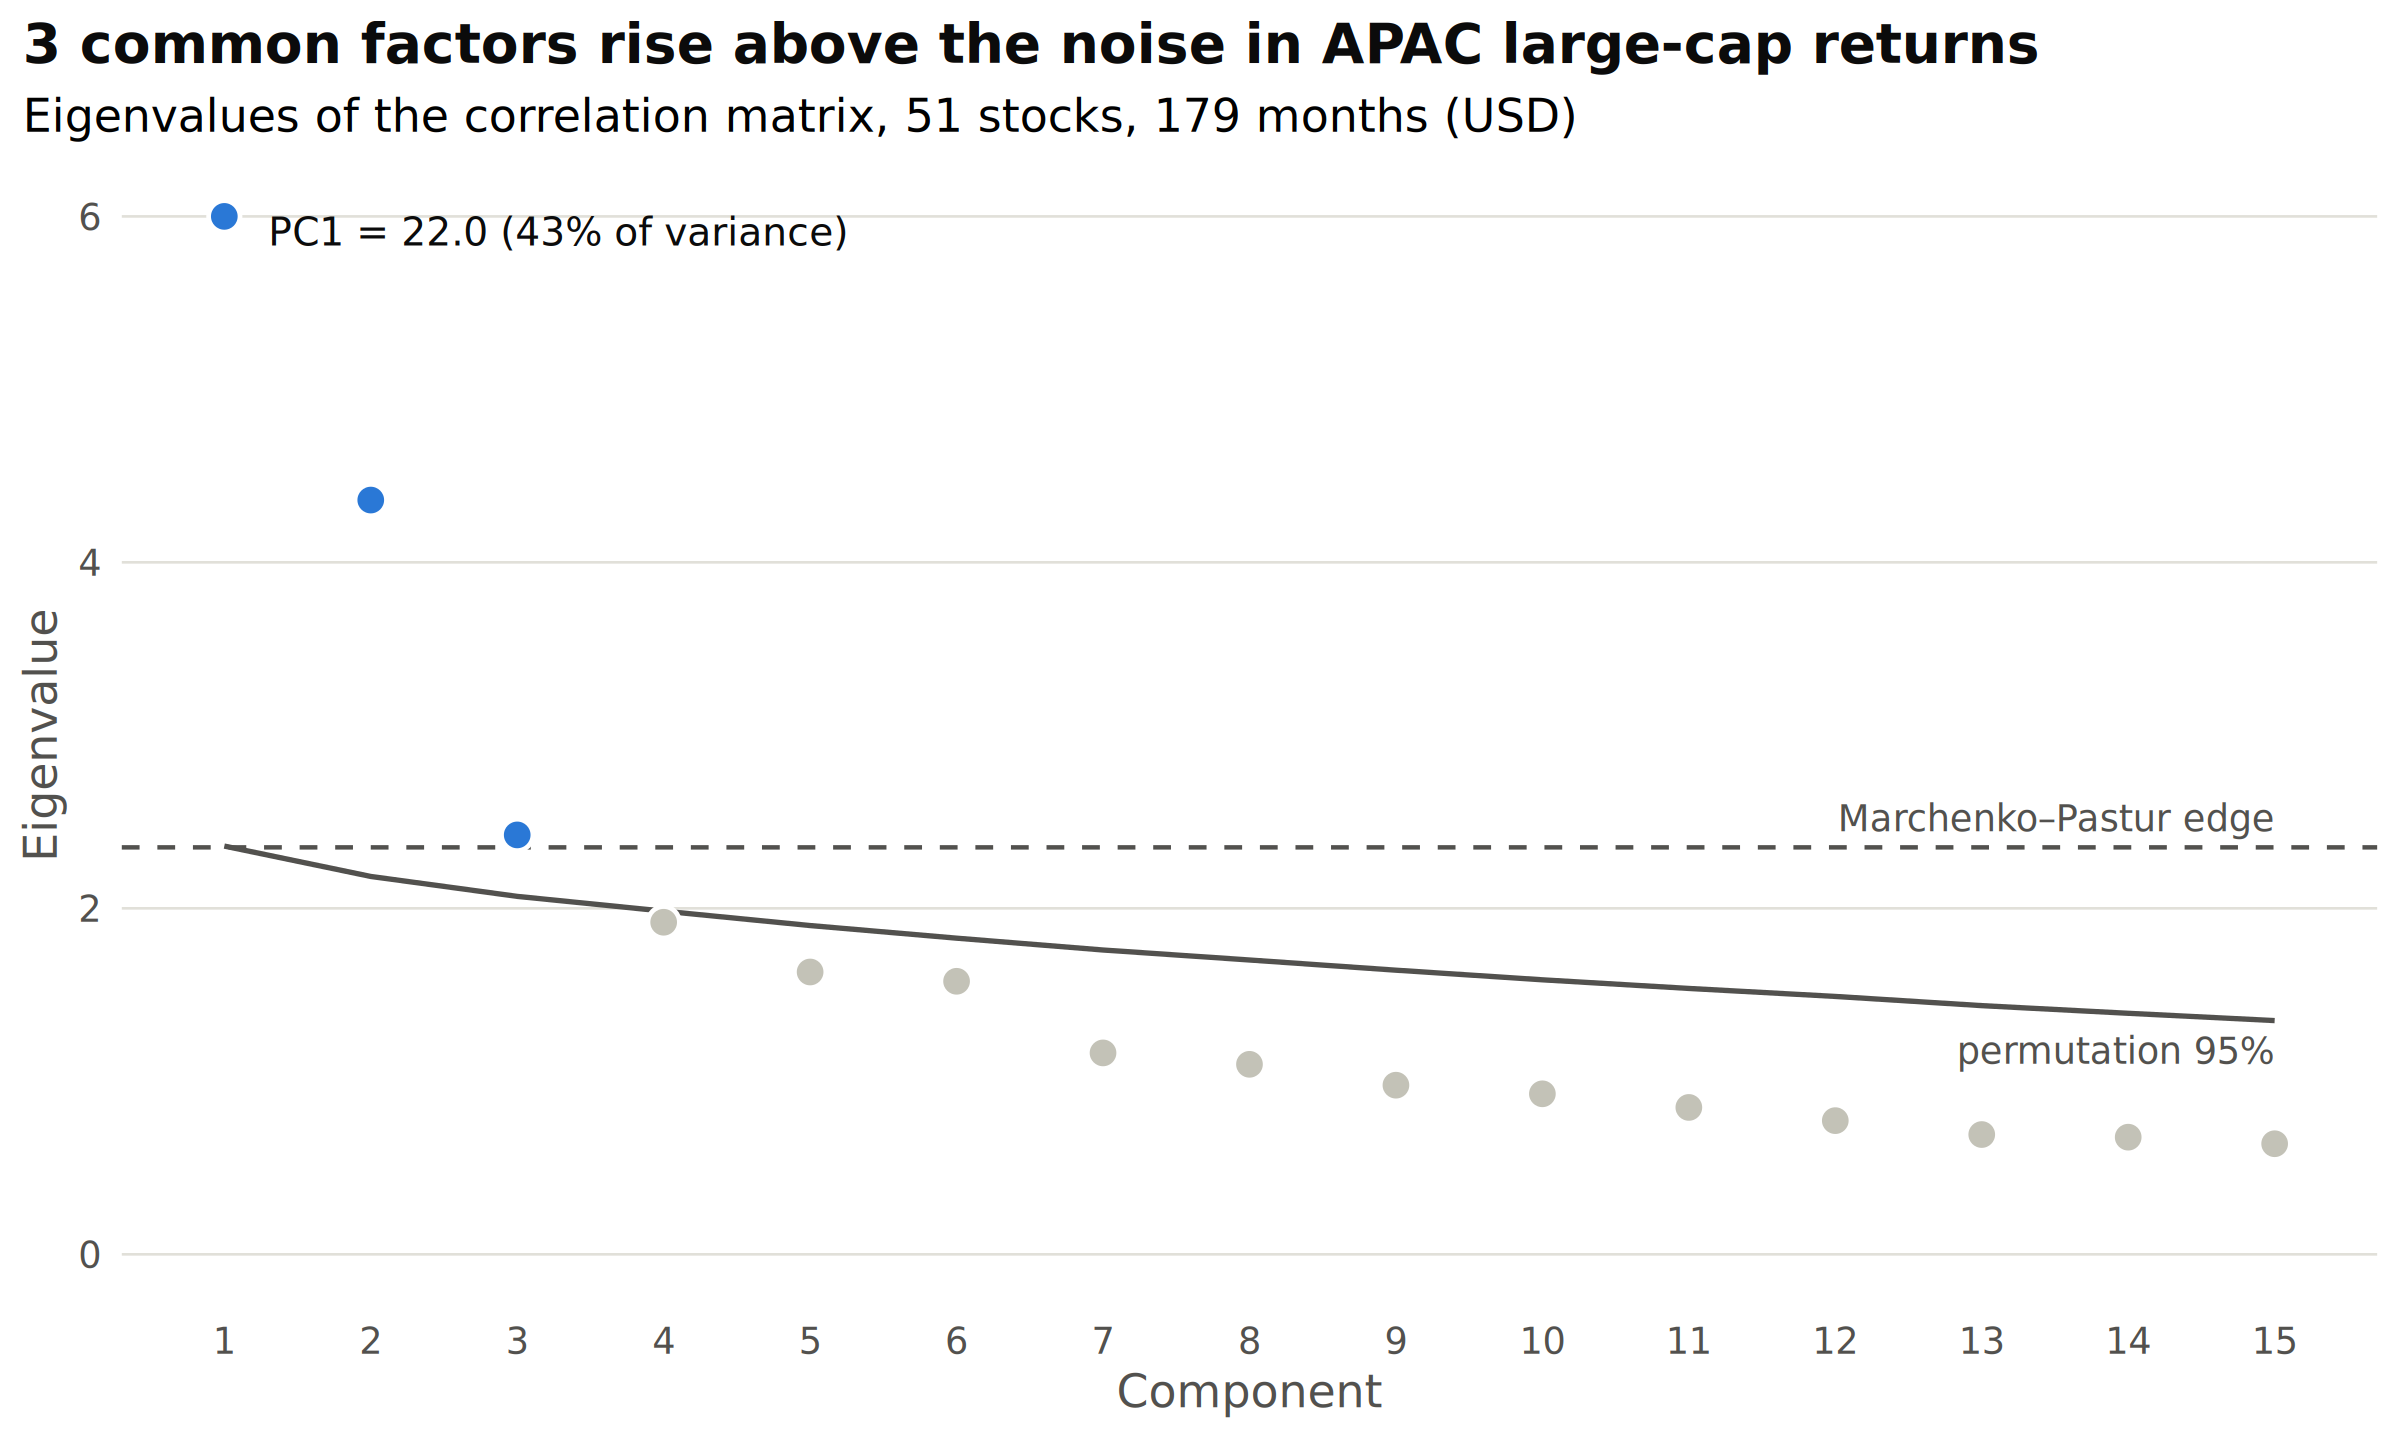 3 common factors rise above the noise in APAC large-cap returns
Eigenvalues of the correlation matrix, 51 stocks, 179 months (USD)
6
PC1 = 22.0 (43% of variance)
4
Eigenvalue
Marchenko–Pastur edge
2
permutation 95%
0
1 2 3 4 5 6 7 8 9 10 11 12 13 14 15
Component